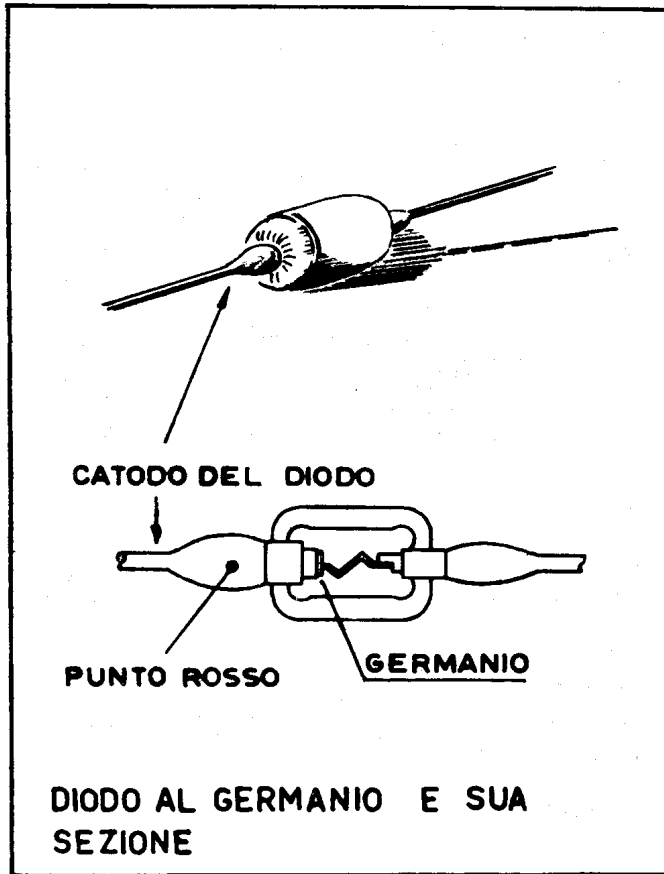 CATODO DEL DIODO
PUNTO ROSSO
GERMANIO
DIODO AL GERMANIO E SUA
SEZIONE